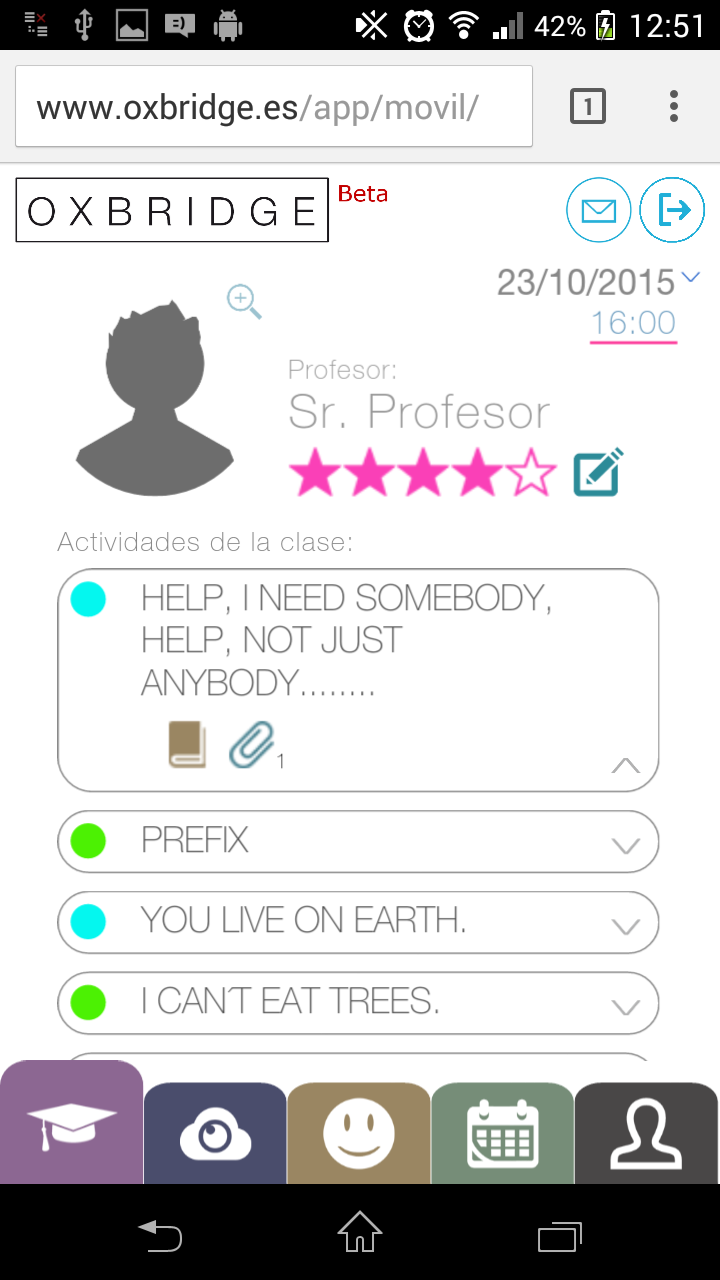 42% 12:51
www.oxbridge.es/app/movil/ 1
OXBRIDGE Beta
23/10/2015
16:00
Profesor:
Sr. Profesor
Actividades de la clase:
HELP, I NEED SOMEBODY,
HELP, NOT JUST
ANYBODY........
1
PREFIX
YOU LIVE ON EARTH.
I CAN´T EAT TREES.